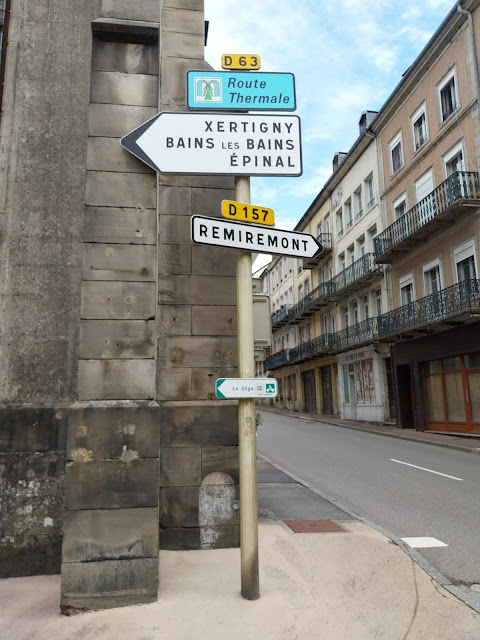 D 63
Route
Thermale
XERTIGNY
BAINS LES BAINS
ÉPINAL
D 157
REMIREMONT
La Vôge